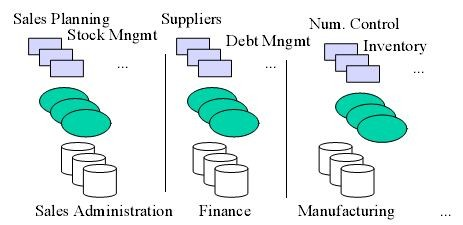 Sales Planning
Stock Mngmt
...
Suppliers
Debt Mngmt
...
Num. Control
Inventory
...
Sales Administration
Finance
Manufacturing
...